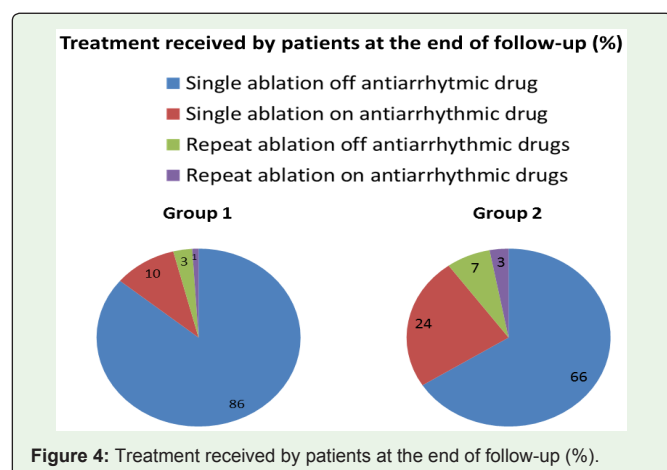 Treatment received by patients at the end of follow-up (%)
Single ablation off antiarrhytmic drug
Single ablation on antiarrhythmic drug
Repeat ablation off antiarrhythmic drugs
Repeat ablation on antiarrhythmic drugs
Group 1
10
3
1
86
Group 2
7
3
24
66
Figure 4: Treatment received by patients at the end of follow-up (%).